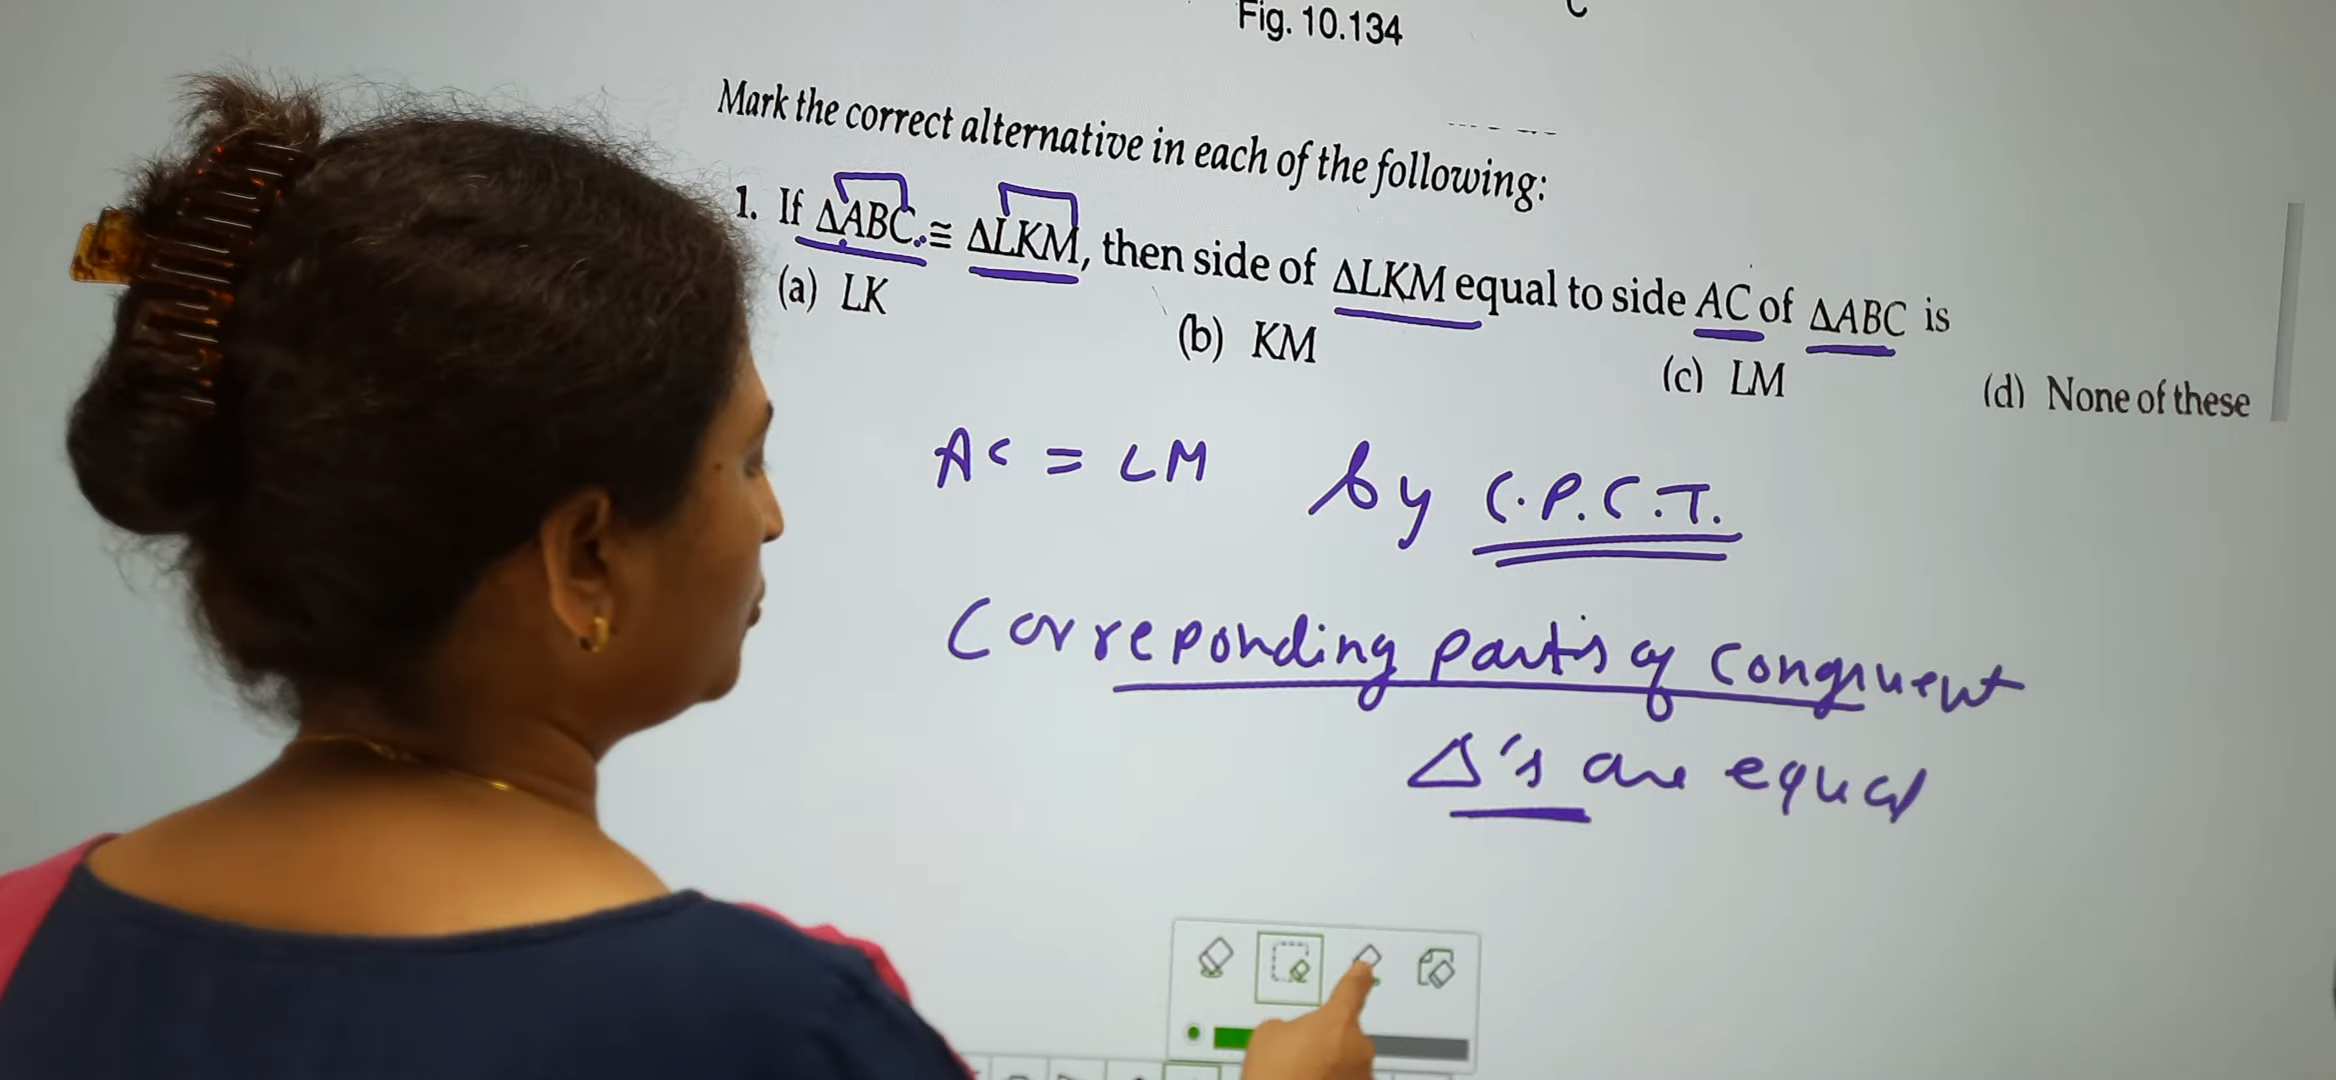 Fig. 10.134
Mark the correct alternative in each of the following:
1. If ΔABC ≅ ΔLKM, then side of ΔLKM equal to side AC of ΔABC is
(a) LK (b) KM (c) LM (d) None of these
AC = LM by C.P.C.T.
Correponding parts of congruent
Δ's are equal